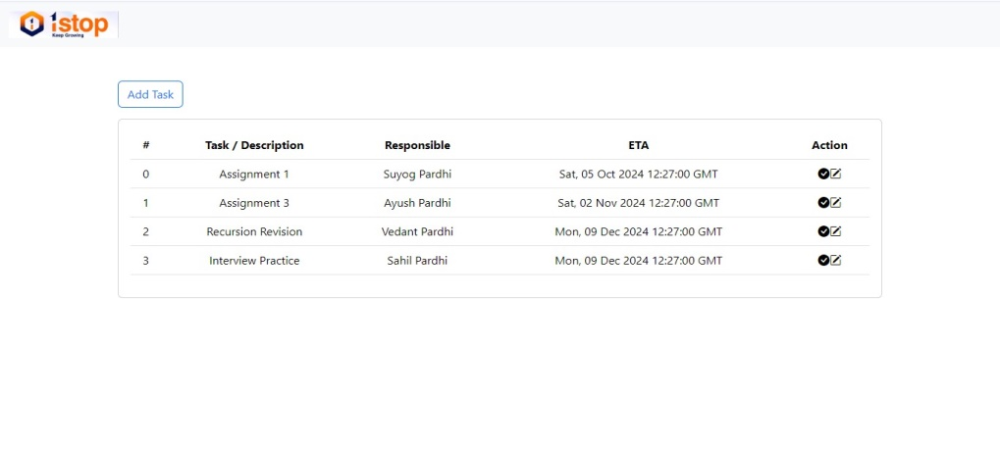 1stop
Keep Growing
Add Task
# Task / Description Responsible ETA Action
0 Assignment 1 Suyog Pardhi Sat, 05 Oct 2024 12:27:00 GMT
1 Assignment 3 Ayush Pardhi Sat, 02 Nov 2024 12:27:00 GMT
2 Recursion Revision Vedant Pardhi Mon, 09 Dec 2024 12:27:00 GMT
3 Interview Practice Sahil Pardhi Mon, 09 Dec 2024 12:27:00 GMT